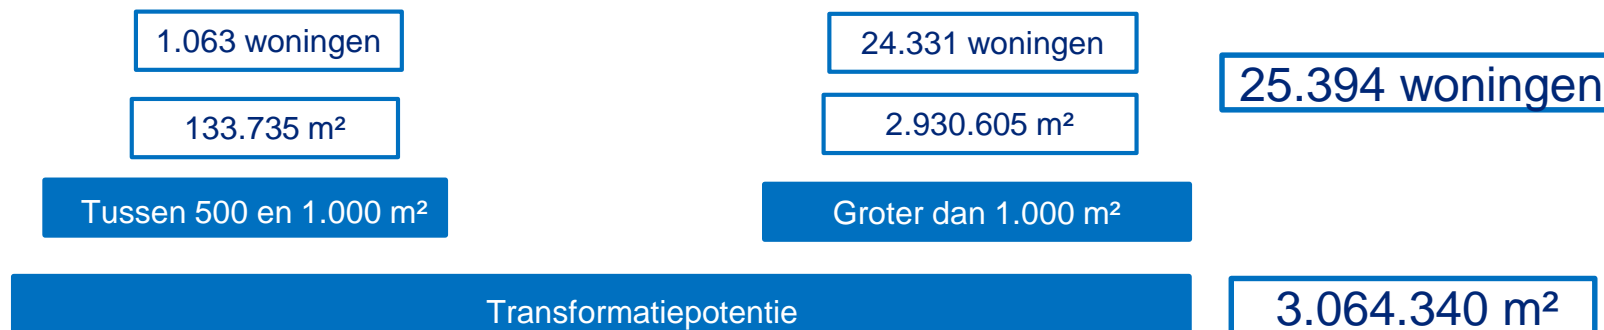 1.063 woningen
24.331 woningen
25.394 woningen
133.735 m²
2.930.605 m²
Tussen 500 en 1.000 m²
Groter dan 1.000 m²
Transformatiepotentie
3.064.340 m²